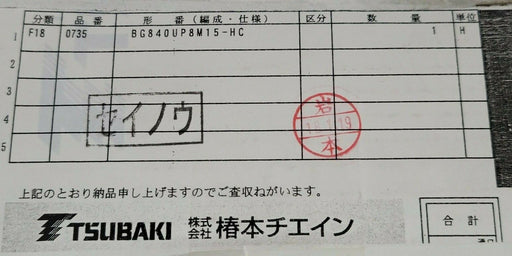 分類 品番 形番（編成・仕様） 区分 数量 単位
1 F18 0735 BG840UP8M15-HC 1 H
2
3
4
5
セイノウ
岩
18.1.19
本
上記のとおり納品申し上げますのでご査収ねがいます。
TSUBAKI 株式会社 椿本チエイン
合計